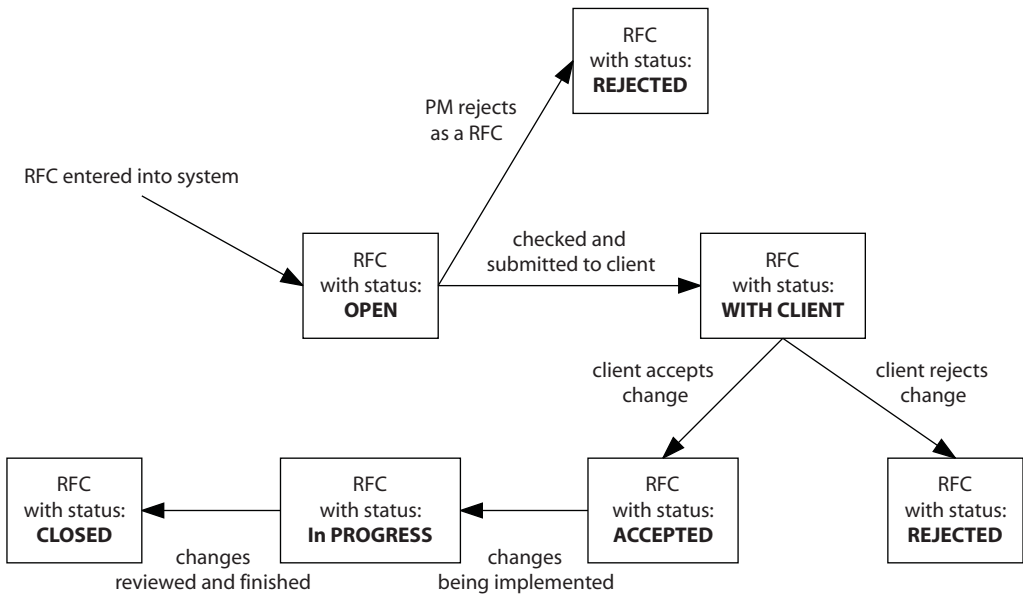 RFC
with status:
REJECTED
PM rejects
as a RFC
RFC entered into system
RFC
with status:
OPEN
checked and
submitted to client
RFC
with status:
WITH CLIENT
client accepts
change
client rejects
change
RFC
with status:
CLOSED
changes
reviewed and finished
RFC
with status:
In PROGRESS
changes
being implemented
RFC
with status:
ACCEPTED
RFC
with status:
REJECTED